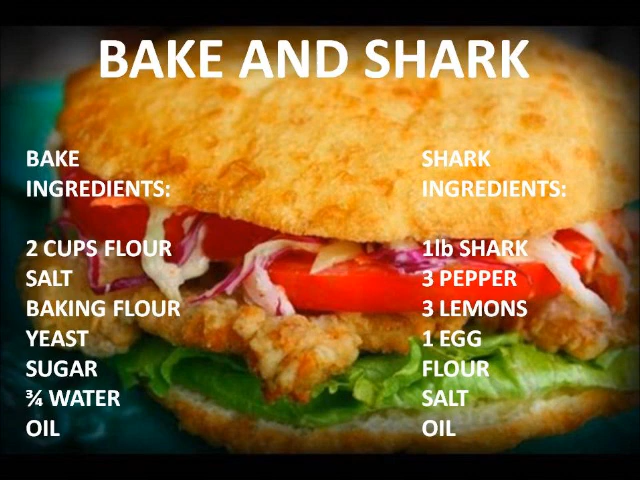 BAKE AND SHARK
BAKE
INGREDIENTS:
2 CUPS FLOUR
SALT
BAKING FLOUR
YEAST
SUGAR
¾ WATER
OIL
SHARK
INGREDIENTS:
1lb SHARK
3 PEPPER
3 LEMONS
1 EGG
FLOUR
SALT
OIL